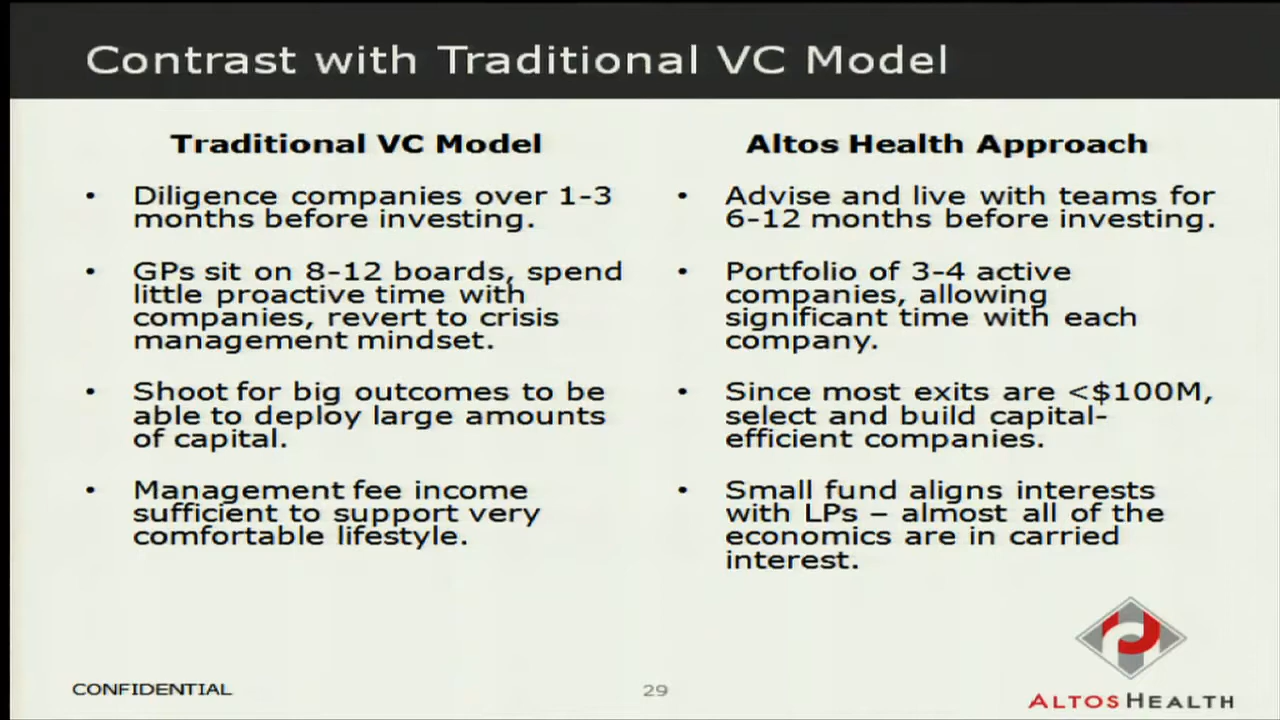 Contrast with Traditional VC Model
Traditional VC Model
• Diligence companies over 1-3
months before investing.
• GPs sit on 8-12 boards, spend
little proactive time with
companies, revert to crisis
management mindset.
• Shoot for big outcomes to be
able to deploy large amounts
of capital.
• Management fee income
sufficient to support very
comfortable lifestyle.
Altos Health Approach
• Advise and live with teams for
6-12 months before investing.
• Portfolio of 3-4 active
companies, allowing
significant time with each
company.
• Since most exits are <$100M,
select and build capital-
efficient companies.
• Small fund aligns interests
with LPs – almost all of the
economics are in carried
interest.
CONFIDENTIAL
29
ALTOSHEALTH